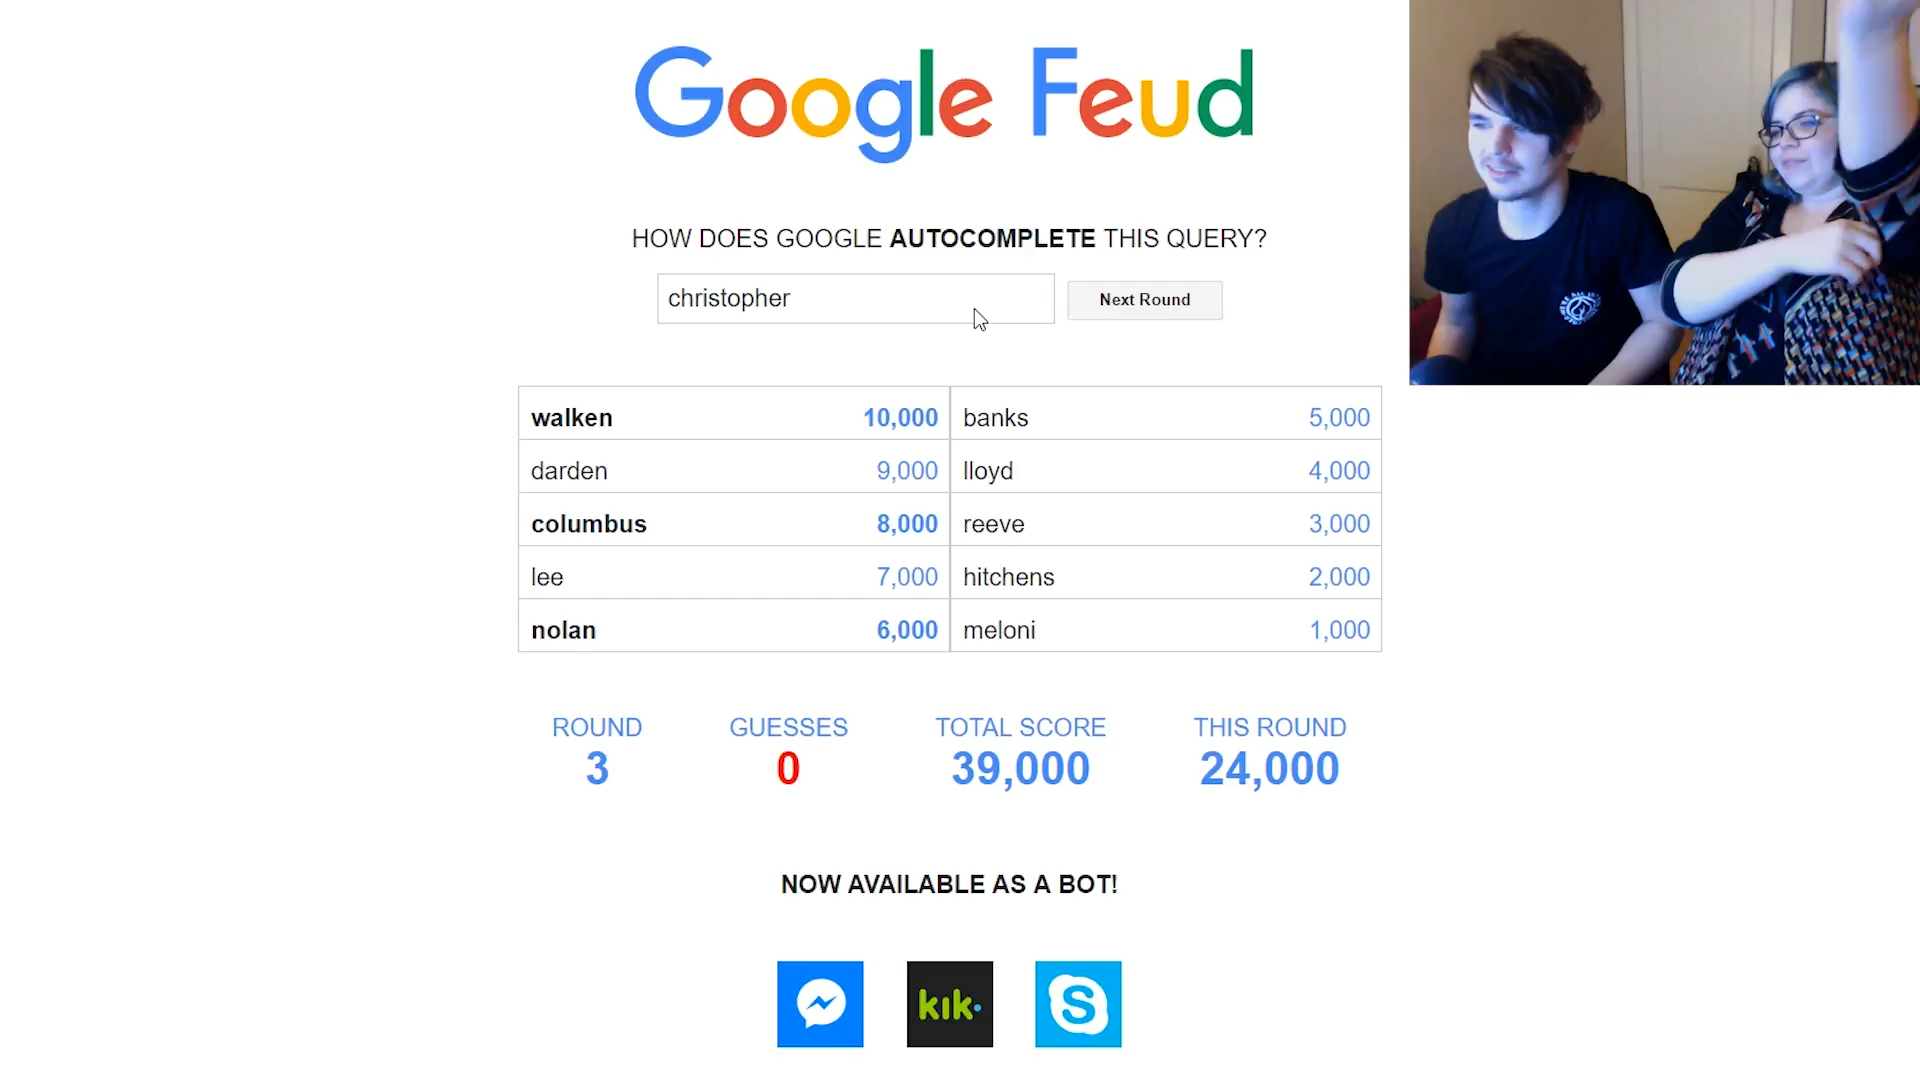 Google Feud
HOW DOES GOOGLE AUTOCOMPLETE THIS QUERY?
christopher
Next Round
walken 10,000 banks 5,000
darden 9,000 lloyd 4,000
columbus 8,000 reeve 3,000
lee 7,000 hitchens 2,000
nolan 6,000 meloni 1,000
ROUND GUESSES TOTAL SCORE THIS ROUND
3 0 39,000 24,000
NOW AVAILABLE AS A BOT!
kik.
S